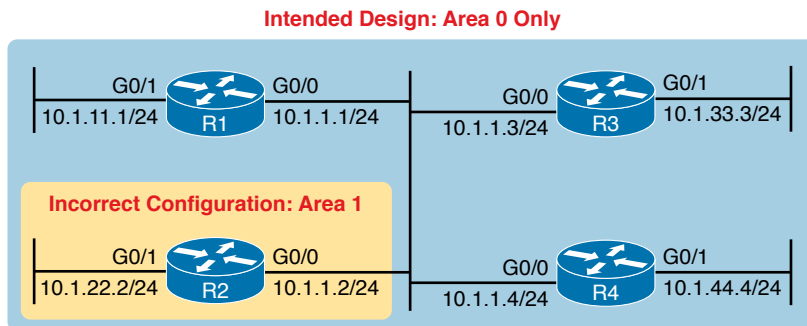 Intended Design: Area 0 Only
G0/1
G0/0
10.1.11.1/24
R1
10.1.1.1/24
G0/0
G0/1
10.1.1.3/24
R3
10.1.33.3/24
Incorrect Configuration: Area 1
G0/1
G0/0
10.1.22.2/24
R2
10.1.1.2/24
G0/0
G0/1
10.1.1.4/24
R4
10.1.44.4/24